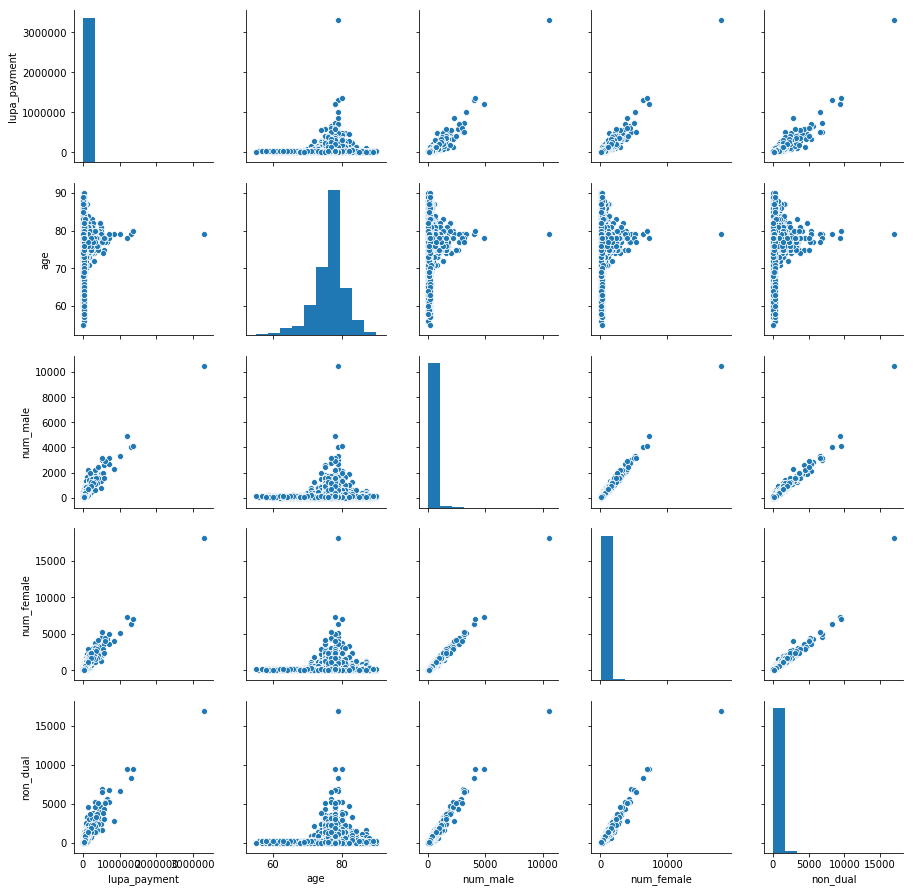 3000000
2000000
1000000
0
lupa_payment
90
80
70
60
age
10000
8000
6000
4000
2000
0
num_male
15000
10000
5000
0
num_female
15000
10000
5000
0
non_dual
0 1000000 2000000 3000000
60 80
0 5000 10000
0 10000
0 5000 10000 15000
lupa_payment age num_male num_female non_dual